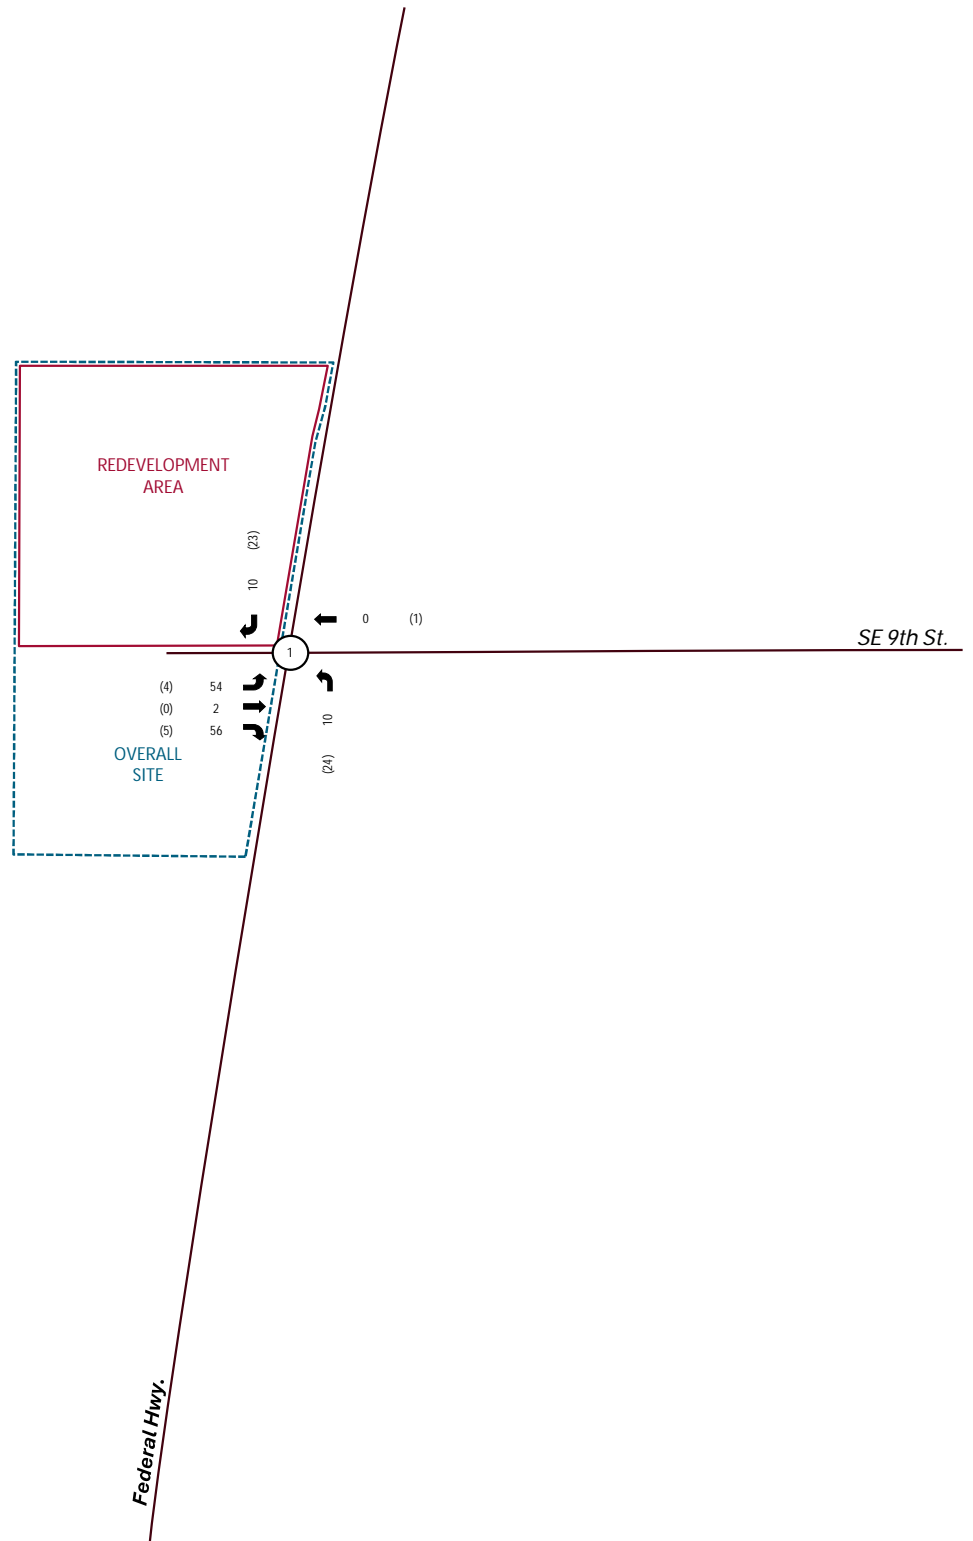 REDEVELOPMENT
AREA
(23)
10
0 (1)
SE 9th St.
1
(4) 54
(0) 2
(5) 56
10
(24)
OVERALL
SITE
Federal Hwy.